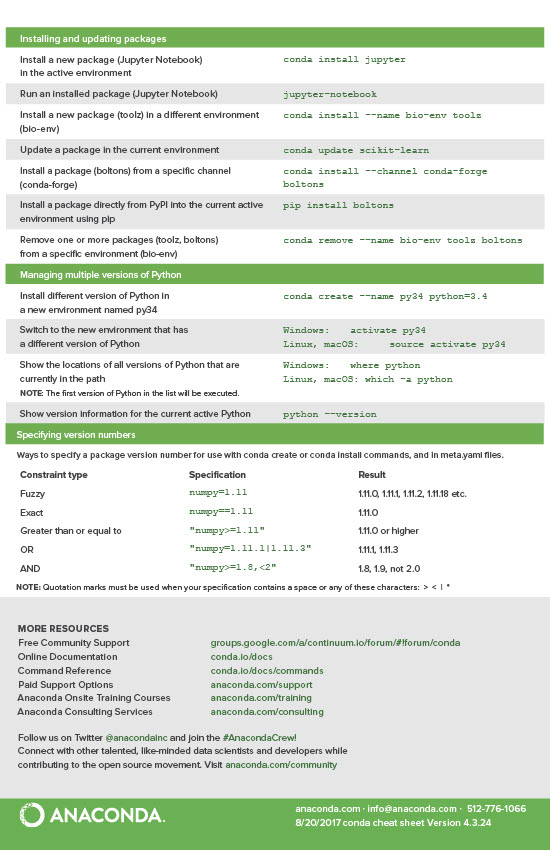 Installing and updating packages
Install a new package (Jupyter Notebook) conda install jupyter
in the active environment
Run an installed package (Jupyter Notebook) jupyter-notebook
Install a new package (toolz) in a different environment conda install --name bio-env toolz
(bio-env)
Update a package in the current environment conda update scikit-learn
Install a package (boltons) from a specific channel conda install --channel conda-forge
(conda-forge) boltons
Install a package directly from PyPI into the current active pip install boltons
environment using pip
Remove one or more packages (toolz, boltons) conda remove --name bio-env toolz boltons
from a specific environment (bio-env)
Managing multiple versions of Python
Install different version of Python in conda create --name py34 python=3.4
a new environment named py34
Switch to the new environment that has Windows: activate py34
a different version of Python Linux, macOS: source activate py34
Show the locations of all versions of Python that are Windows: where python
currently in the path Linux, macOS: which -a python
NOTE: The first version of Python in the list will be executed.
Show version information for the current active Python python --version
Specifying version numbers
Ways to specify a package version number for use with conda create or conda install commands, and in meta.yaml files.
Constraint type Specification Result
Fuzzy numpy=1.11 1.11.0, 1.11.1, 1.11.2, 1.11.18 etc.
Exact numpy==1.11 1.11.0
Greater than or equal to "numpy>=1.11" 1.11.0 or higher
OR "numpy=1.11.1|1.11.3" 1.11.1, 1.11.3
AND "numpy>=1.8,<2" 1.8, 1.9, not 2.0
NOTE: Quotation marks must be used when your specification contains a space or any of these characters: > < | *
MORE RESOURCES
Free Community Support groups.google.com/a/continuum.io/forum/#!forum/conda
Online Documentation conda.io/docs
Command Reference conda.io/docs/commands
Paid Support Options anaconda.com/support
Anaconda Onsite Training Courses anaconda.com/training
Anaconda Consulting Services anaconda.com/consulting
Follow us on Twitter @anacondainc and join the #AnacondaCrew!
Connect with other talented, like-minded data scientists and developers while
contributing to the open source movement. Visit anaconda.com/community
ANACONDA.
anaconda.com · info@anaconda.com · 512-776-1066
8/20/2017 conda cheat sheet Version 4.3.24